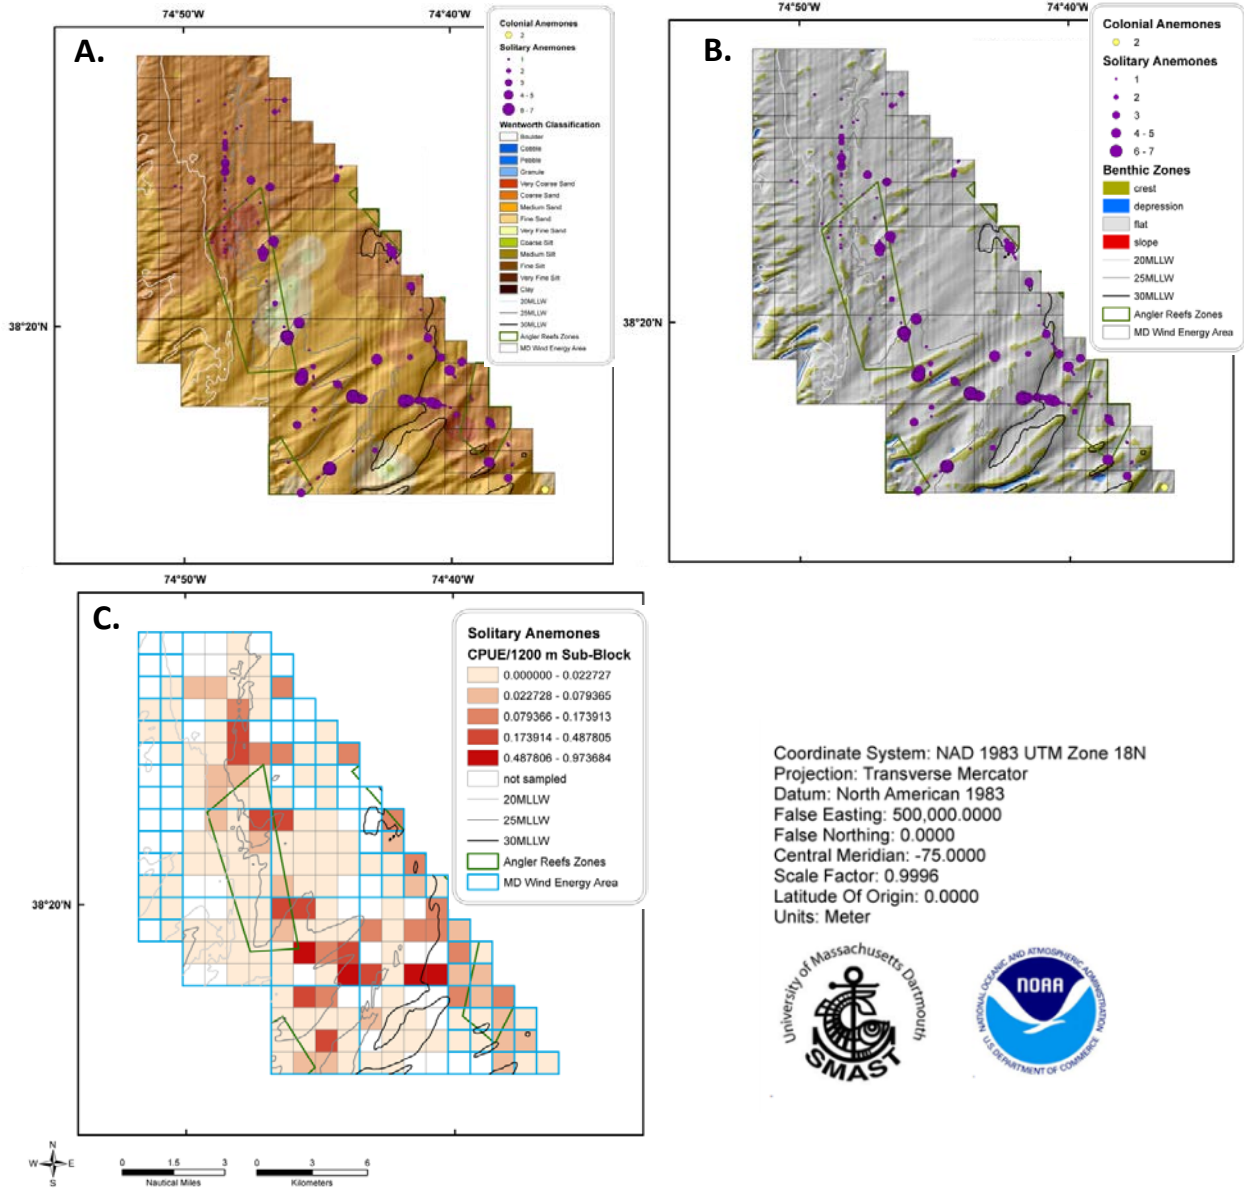 74°50'W
74°40'W
A.
Colonial Anemones
2
Solitary Anemones
1
2
3
4 - 5
6 - 7
Wentworth Classification
Boulder
Cobble
Pebble
Granule
Very Coarse Sand
Coarse Sand
Medium Sand
Fine Sand
Very Fine Sand
Coarse Silt
Medium Silt
Fine Silt
Very Fine Silt
Clay
20MLLW
25MLLW
30MLLW
Angler Reefs Zones
MD Wind Energy Area
38°20'N
74°50'W
74°40'W
74°50'W
74°40'W
B.
Colonial Anemones
2
Solitary Anemones
1
2
3
4 - 5
6 - 7
Benthic Zones
crest
depression
flat
slope
20MLLW
25MLLW
30MLLW
Angler Reefs Zones
MD Wind Energy Area
38°20'N
C.
Solitary Anemones
CPUE/1200 m Sub-Block
0.000000 - 0.022727
0.022728 - 0.079365
0.079366 - 0.173913
0.173914 - 0.487805
0.487806 - 0.973684
not sampled
20MLLW
25MLLW
30MLLW
Angler Reefs Zones
MD Wind Energy Area
38°20'N
N
W
E
S
0
1.5
3
Nautical Miles
0
3
6
Kilometers
Coordinate System: NAD 1983 UTM Zone 18N
Projection: Transverse Mercator
Datum: North American 1983
False Easting: 500,000.0000
False Northing: 0.0000
Central Meridian: -75.0000
Scale Factor: 0.9996
Latitude Of Origin: 0.0000
Units: Meter
University of Massachusetts Dartmouth
SMAST
NATIONAL OCEANIC AND ATMOSPHERIC ADMINISTRATION
NOAA
U.S. DEPARTMENT OF COMMERCE